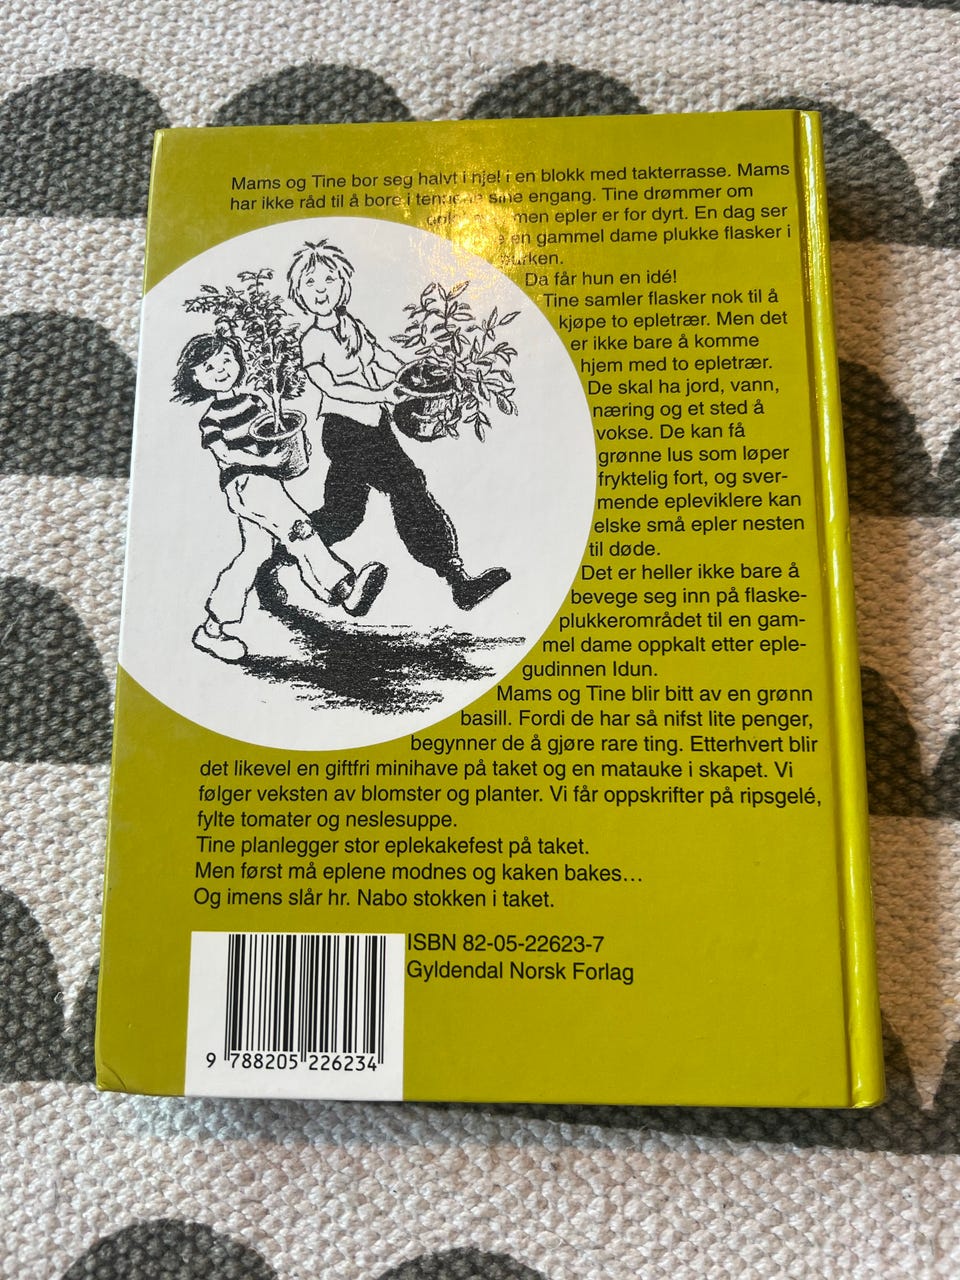 Mams og Tine bor seg halvt i hjel i en blokk med takterrasse. Mams
har ikke råd til å bore i tennene sine engang. Tine drømmer om
men epler er for dyrt. En dag ser
en gammel dame plukke flasker i
parken.
Da får hun en idé!
Tine samler flasker nok til å
kjøpe to epletrær. Men det
er ikke bare å komme
hjem med to epletrær.
De skal ha jord, vann,
næring og et sted å
vokse. De kan få
grønne lus som løper
fryktelig fort, og sver-
mende epleviklere kan
elske små epler nesten
til døde.
Det er heller ikke bare å
bevege seg inn på flaske-
plukkerområdet til en gam-
mel dame oppkalt etter eple-
gudinnen Idun.
Mams og Tine blir bitt av en grønn
basill. Fordi de har så nifst lite penger,
begynner de å gjøre rare ting. Etterhvert blir
det likevel en giftfri minihave på taket og en matauke i skapet. Vi
følger veksten av blomster og planter. Vi får oppskrifter på ripsgelé,
fylte tomater og neslesuppe.
Tine planlegger stor eplekakefest på taket.
Men først må eplene modnes og kaken bakes...
Og imens slår hr. Nabo stokken i taket.
ISBN 82-05-22623-7
Gyldendal Norsk Forlag
9 788205 226234